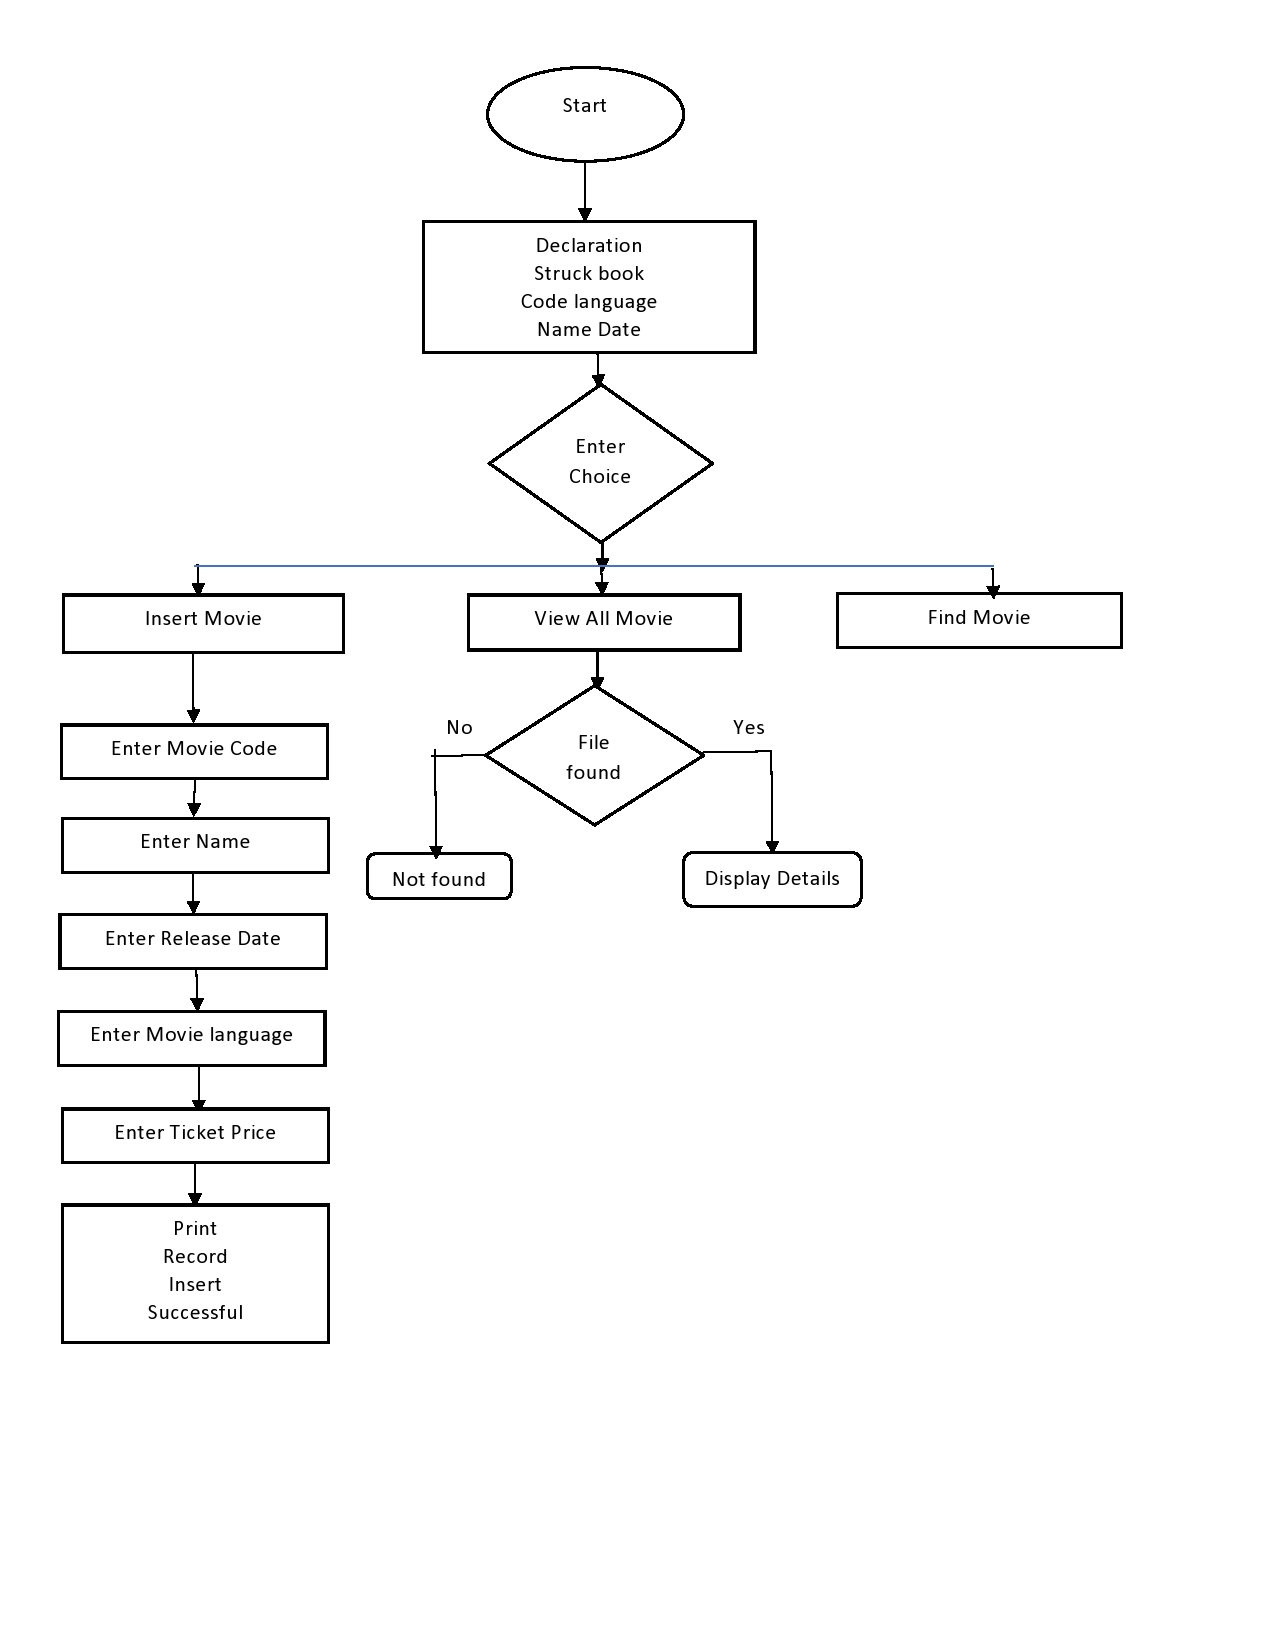 Start
Declaration
Struck book
Code language
Name Date
Enter
Choice
Insert Movie
View All Movie
Find Movie
Enter Movie Code
No
File
found
Yes
Enter Name
Not found
Display Details
Enter Release Date
Enter Movie language
Enter Ticket Price
Print
Record
Insert
Successful